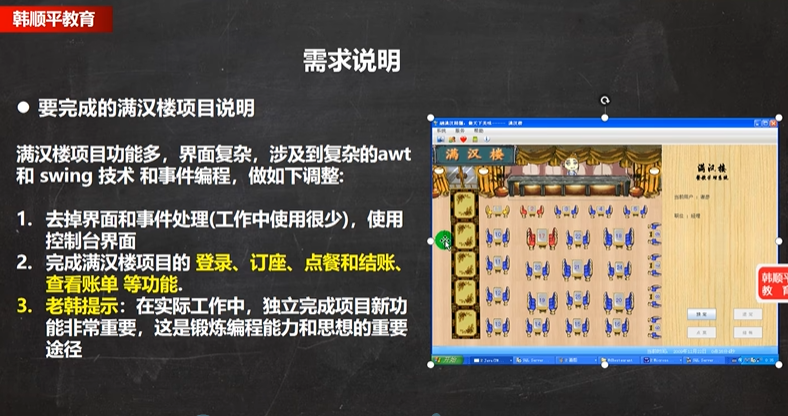 韩顺平教育
需求说明
● 要完成的满汉楼项目说明
满汉楼项目功能多，界面复杂，涉及到复杂的awt
和 swing 技术 和事件编程，做如下调整:
1. 去掉界面和事件处理(工作中使用很少)，使用
控制台界面
2. 完成满汉楼项目的 登录、订座、点餐和结账、
查看账单 等功能.
3. 老韩提示：在实际工作中，独立完成项目新功
能非常重要，这是锻炼编程能力和思想的重要
途径
满 汉 楼
满汉楼
韩顺平
教 育